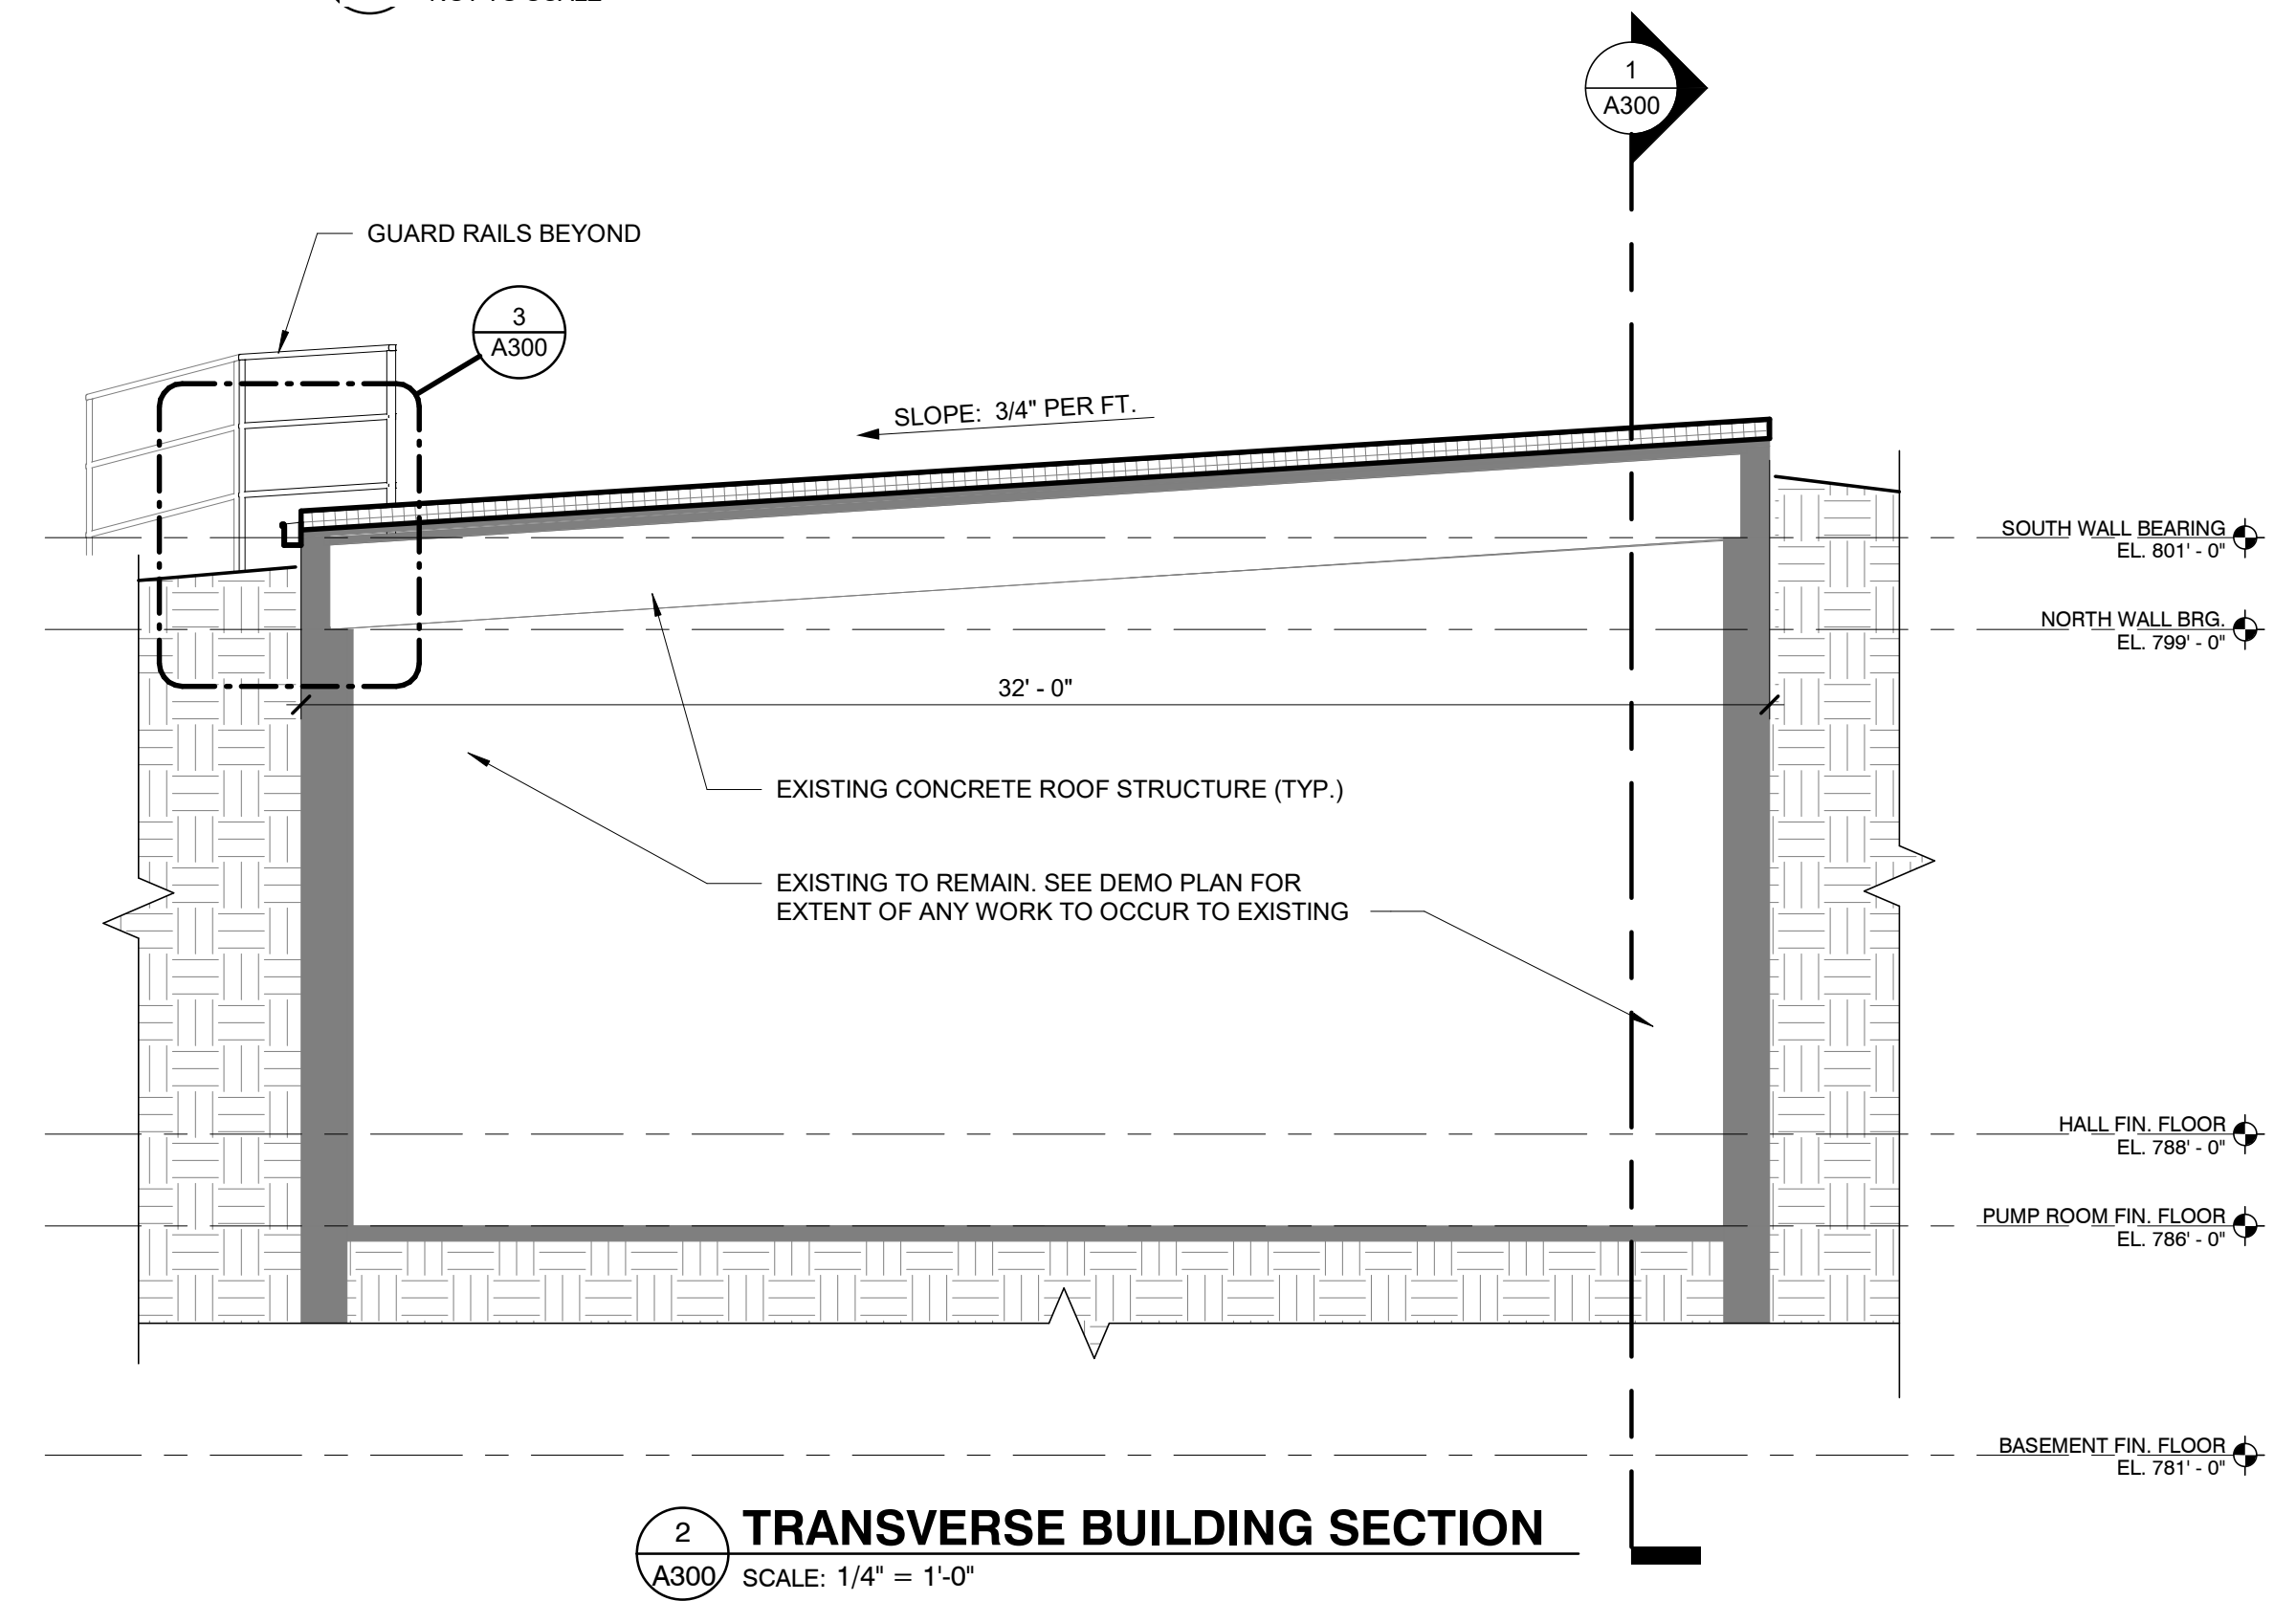 1
A300
GUARD RAILS BEYOND
3
A300
SLOPE: 3/4" PER FT.
SOUTH WALL BEARING
EL. 801' - 0"
NORTH WALL BRG.
EL. 799' - 0"
32' - 0"
EXISTING CONCRETE ROOF STRUCTURE (TYP.)
EXISTING TO REMAIN. SEE DEMO PLAN FOR
EXTENT OF ANY WORK TO OCCUR TO EXISTING
HALL FIN. FLOOR
EL. 788' - 0"
PUMP ROOM FIN. FLOOR
EL. 786' - 0"
BASEMENT FIN. FLOOR
EL. 781' - 0"
2
A300
TRANSVERSE BUILDING SECTION
SCALE: 1/4" = 1'-0"